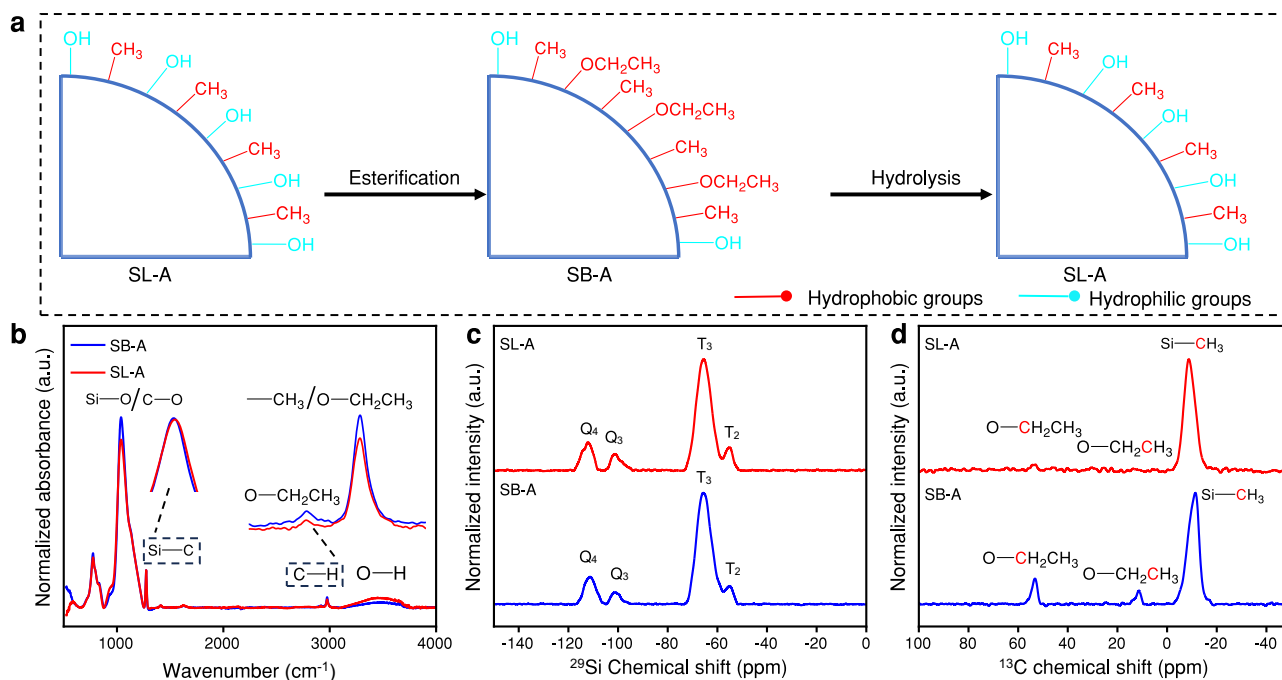 a
OH
CH₃
OH
CH₃
OH
CH₃
OH
CH₃
OH
SL-A
Esterification
OH
CH₃
OCH₂CH₃
CH₃
OCH₂CH₃
CH₃
OCH₂CH₃
CH₃
OH
SB-A
Hydrolysis
OH
CH₃
OH
CH₃
OH
CH₃
OH
CH₃
OH
SL-A
Hydrophobic groups
Hydrophilic groups
b
SB-A
SL-A
Si—O/C—O
—CH₃/O—CH₂CH₃
O—CH₂CH₃
Si—C
C—H
O—H
Normalized absorbance (a.u.)
1000
2000
3000
4000
Wavenumber (cm⁻¹)
c
SL-A
T₃
Q₄
Q₃
T₂
SB-A
T₃
Q₄
Q₃
T₂
Normalized intensity (a.u.)
-140
-120
-100
-80
-60
-40
-20
0
²⁹Si Chemical shift (ppm)
d
SL-A
Si—CH₃
O—CH₂CH₃
O—CH₂CH₃
SB-A
Si—CH₃
O—CH₂CH₃
O—CH₂CH₃
Normalized intensity (a.u.)
100
80
60
40
20
0
-20
-40
¹³C chemical shift (ppm)